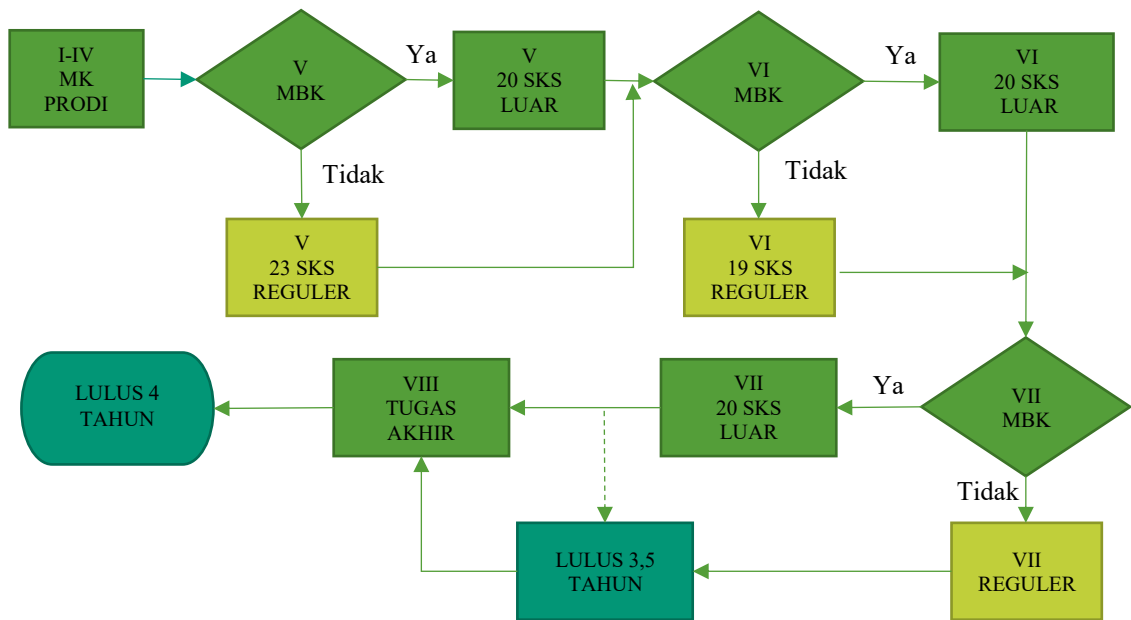 I-IV
MK
PRODI
V
MBK
Ya
V
20 SKS
LUAR
VI
MBK
Ya
VI
20 SKS
LUAR
Tidak
V
23 SKS
REGULER
Tidak
VI
19 SKS
REGULER
VII
MBK
Ya
VII
20 SKS
LUAR
VIII
TUGAS
AKHIR
LULUS 4
TAHUN
Tidak
VII
REGULER
LULUS 3,5
TAHUN